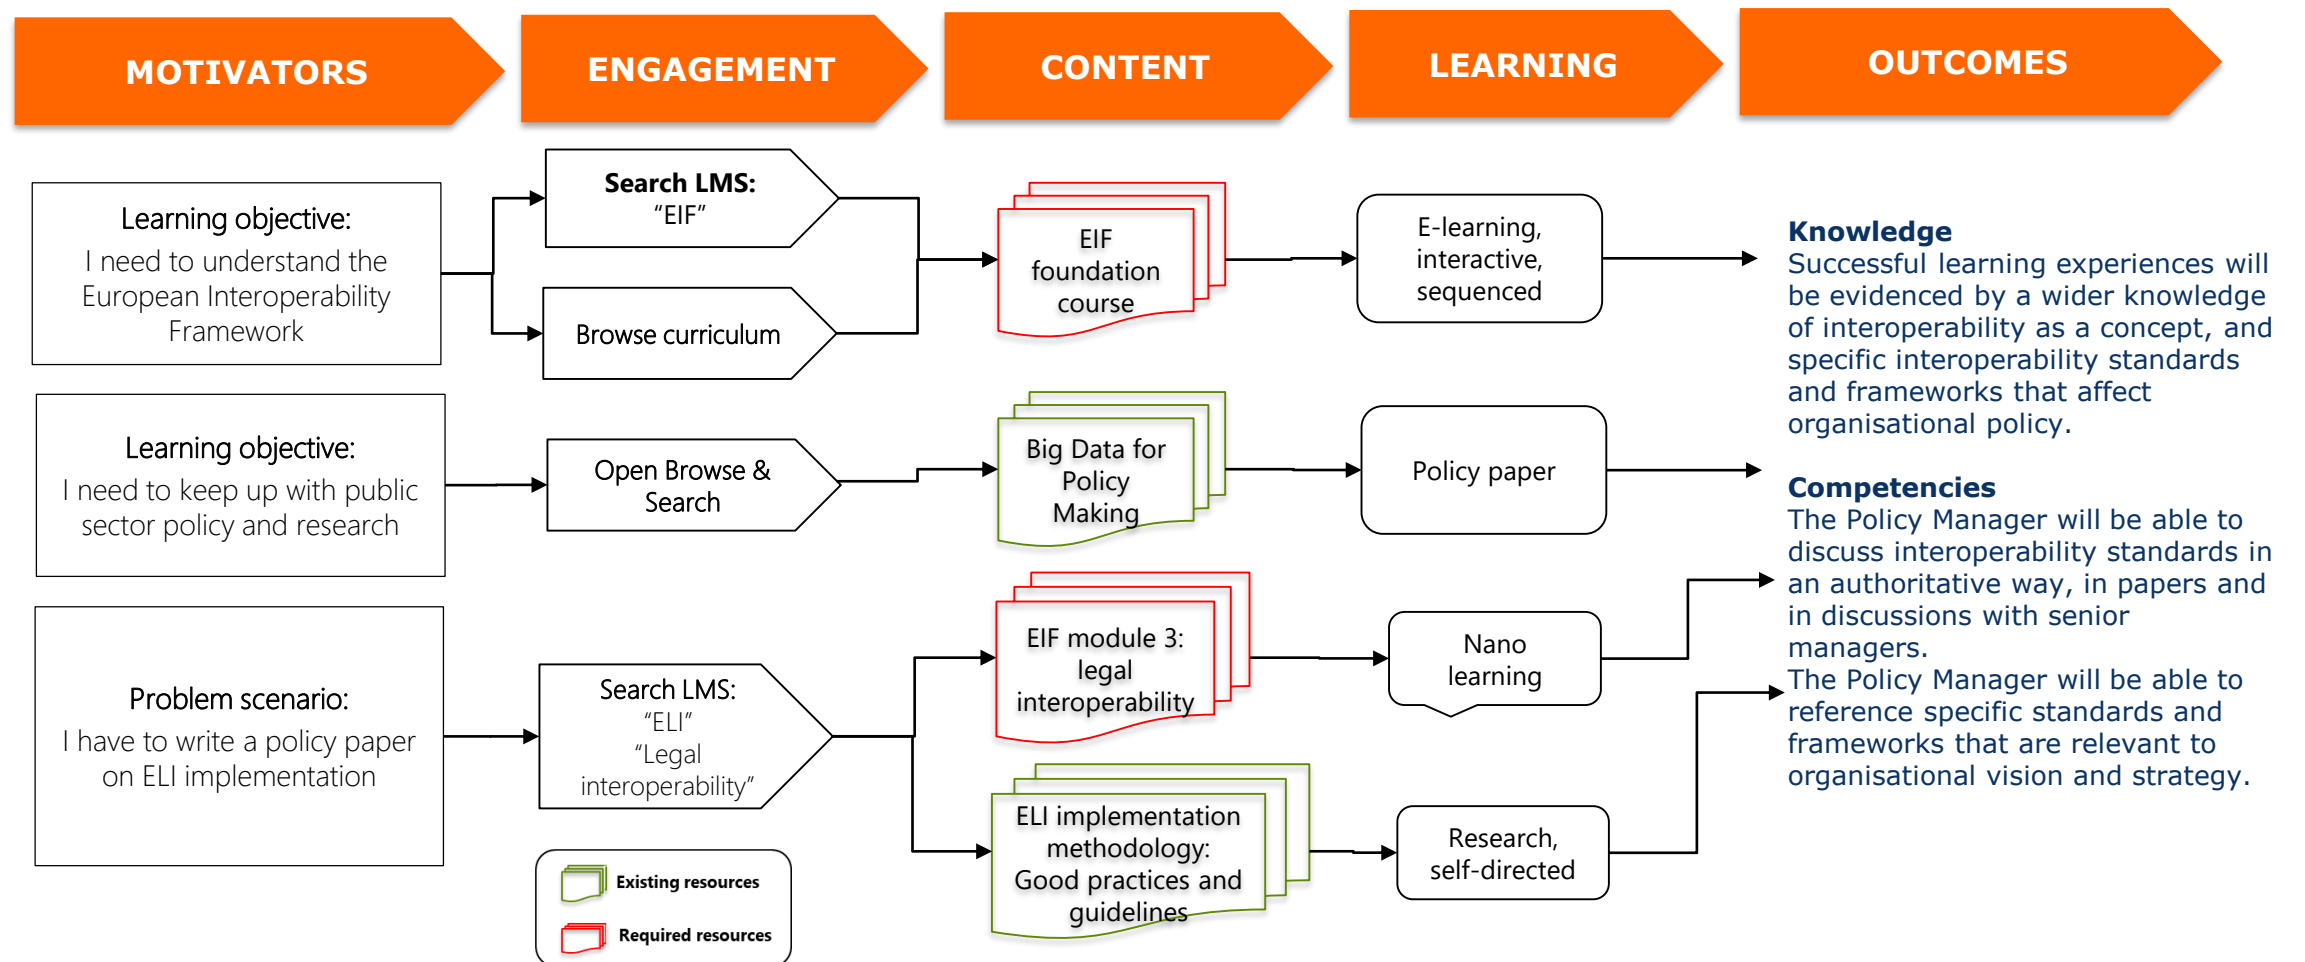 MOTIVATORS
ENGAGEMENT
CONTENT
LEARNING
OUTCOMES
Learning objective:
I need to understand the
European Interoperability
Framework
Search LMS:
“EIF”
Browse curriculum
EIF
foundation
course
E-learning,
interactive,
sequenced
Learning objective:
I need to keep up with public
sector policy and research
Open Browse &
Search
Big Data for
Policy
Making
Policy paper
Problem scenario:
I have to write a policy paper
on ELI implementation
Search LMS:
“ELI”
“Legal
interoperability”
EIF module 3:
legal
interoperability
Nano
learning
ELI implementation
methodology:
Good practices and
guidelines
Research,
self-directed
Knowledge
Successful learning experiences will
be evidenced by a wider knowledge
of interoperability as a concept, and
specific interoperability standards
and frameworks that affect
organisational policy.
Competencies
The Policy Manager will be able to
discuss interoperability standards in
an authoritative way, in papers and
in discussions with senior
managers.
The Policy Manager will be able to
reference specific standards and
frameworks that are relevant to
organisational vision and strategy.
Existing resources
Required resources